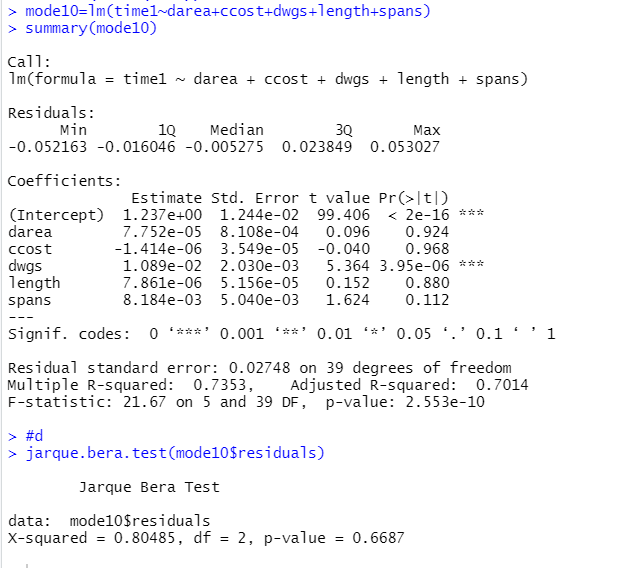 > mode10=lm(time1~darea+ccost+dwgs+length+spans)
> summary(mode10)
Call:
lm(formula = time1 ~ darea + ccost + dwgs + length + spans)
Residuals:
      Min        1Q    Median        3Q       Max
-0.052163 -0.016046 -0.005275  0.023849  0.053027
Coefficients:
              Estimate Std. Error t value Pr(>|t|)
(Intercept)  1.237e+00  1.244e-02  99.406  < 2e-16 ***
darea        7.752e-05  8.108e-04   0.096    0.924
ccost       -1.414e-06  3.549e-05  -0.040    0.968
dwgs         1.089e-02  2.030e-03   5.364 3.95e-06 ***
length       7.861e-06  5.156e-05   0.152    0.880
spans        8.184e-03  5.040e-03   1.624    0.112
---
Signif. codes:  0 ‘***’ 0.001 ‘**’ 0.01 ‘*’ 0.05 ‘.’ 0.1 ‘ ’ 1
Residual standard error: 0.02748 on 39 degrees of freedom
Multiple R-squared:  0.7353,    Adjusted R-squared:  0.7014
F-statistic: 21.67 on 5 and 39 DF,  p-value: 2.553e-10
> #d
> jarque.bera.test(mode10$residuals)
        Jarque Bera Test
data:  mode10$residuals
X-squared = 0.80485, df = 2, p-value = 0.6687